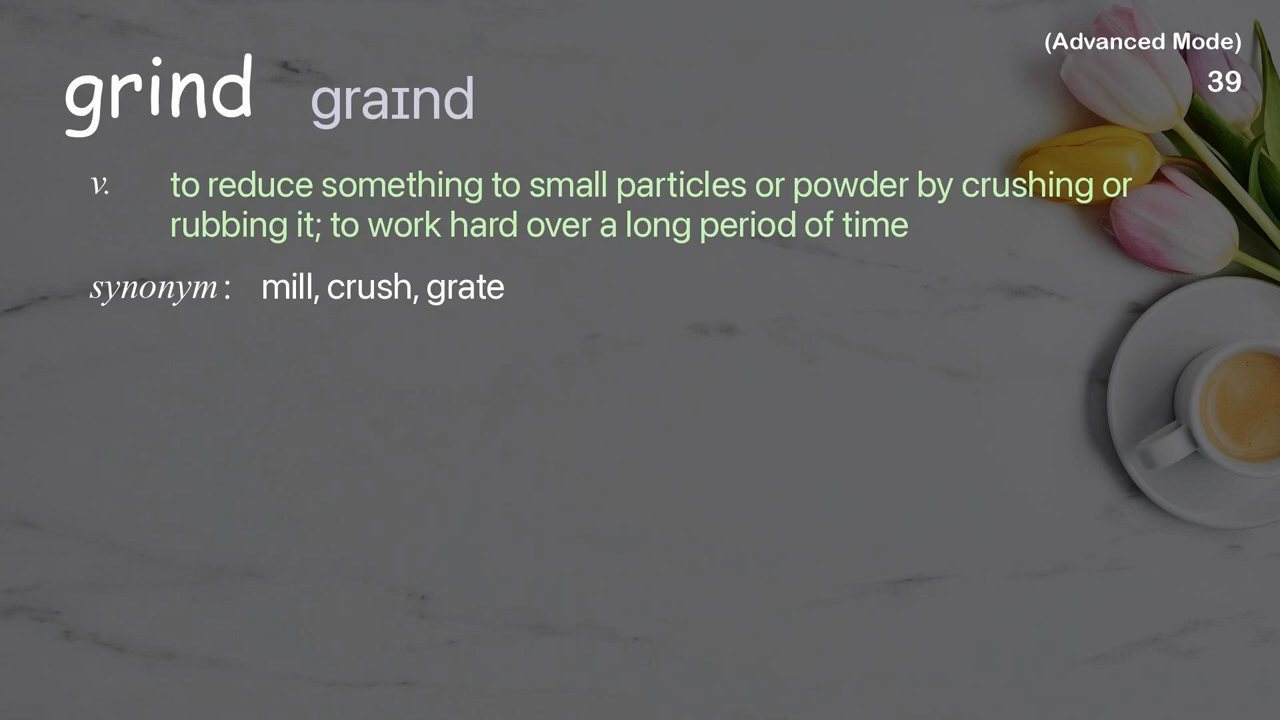 (Advanced Mode)
39
grind graɪnd
v. to reduce something to small particles or powder by crushing or
rubbing it; to work hard over a long period of time
synonym : mill, crush, grate